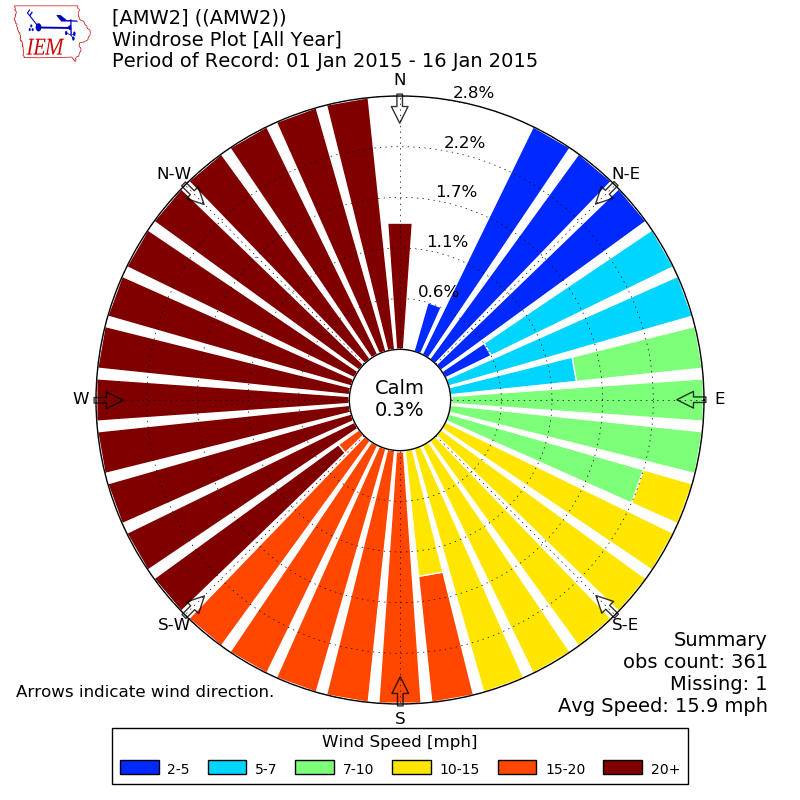 IEM
[AMW2] ((AMW2))
Windrose Plot [All Year]
Period of Record: 01 Jan 2015 - 16 Jan 2015
N
2.8%
2.2%
N-W
N-E
1.7%
1.1%
0.6%
Calm
0.3%
W
E
S-W
S-E
S
Summary
obs count: 361
Missing: 1
Avg Speed: 15.9 mph
Arrows indicate wind direction.
Wind Speed [mph]
2-5 5-7 7-10 10-15 15-20 20+